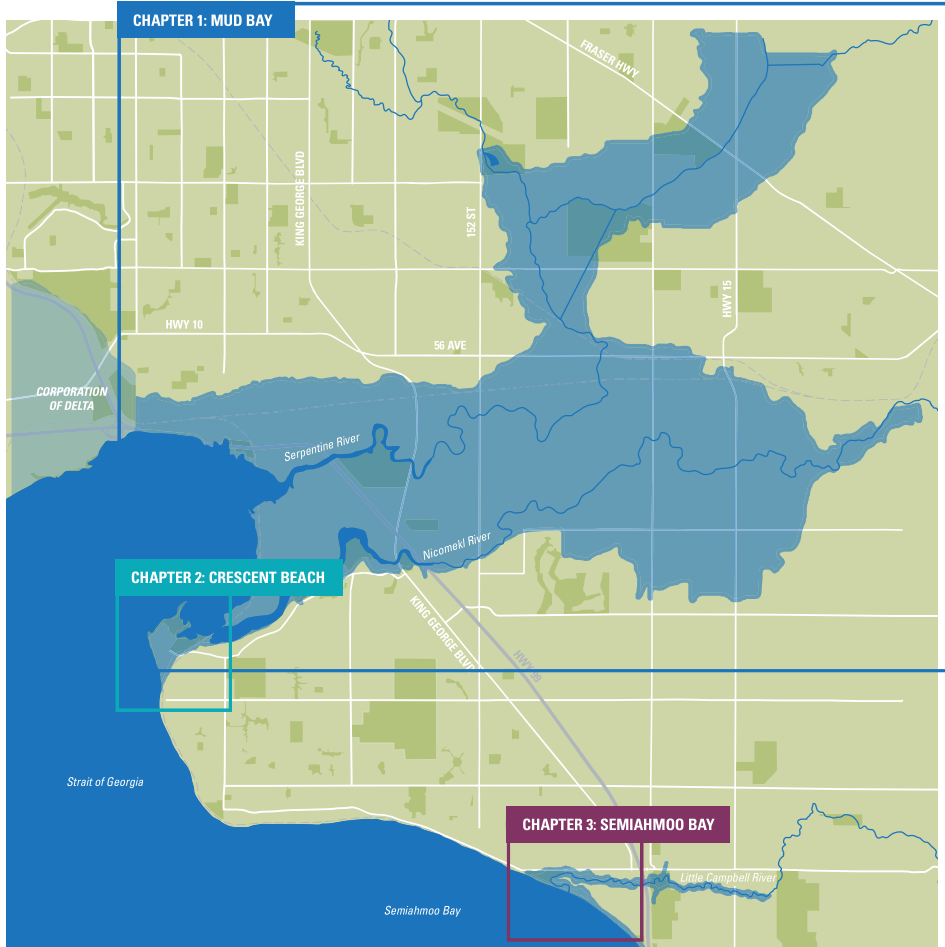 CHAPTER 1: MUD BAY
FRASER HWY
KING GEORGE BLVD
152 ST
HWY 15
HWY 10
56 AVE
CORPORATION
OF DELTA
Serpentine River
Nicomekl River
CHAPTER 2: CRESCENT BEACH
KING GEORGE BLVD
HWY 99
Strait of Georgia
CHAPTER 3: SEMIAHMOO BAY
Little Campbell River
Semiahmoo Bay